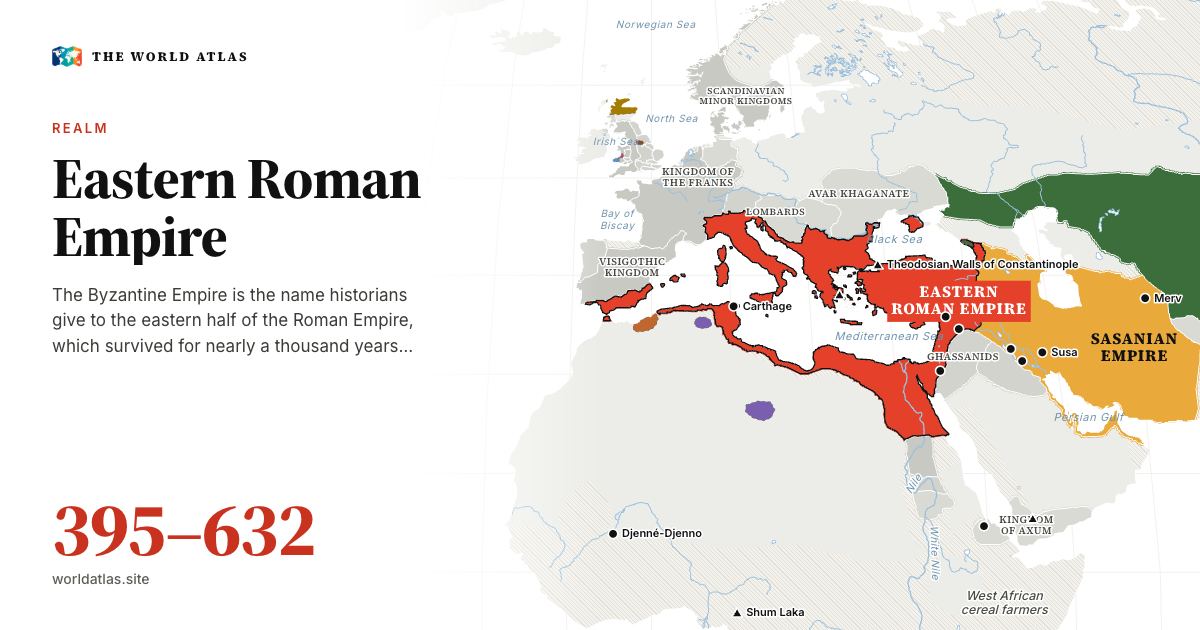 THE WORLD ATLAS
REALM
Eastern Roman
Empire
The Byzantine Empire is the name historians
give to the eastern half of the Roman Empire,
which survived for nearly a thousand years...
395–632
worldatlas.site
Norwegian Sea
SCANDINAVIAN
MINOR KINGDOMS
North Sea
Irish Sea
KINGDOM OF
THE FRANKS
AVAR KHAGANATE
LOMBARDS
Bay of
Biscay
Black Sea
VISIGOTHIC
KINGDOM
Theodosian Walls of Constantinople
EASTERN
ROMAN EMPIRE
Merv
Carthage
Mediterranean Sea
SASANIAN
EMPIRE
GHASSANIDS
Susa
Persian Gulf
Nile
KINGDOM
OF AXUM
Djenné-Djenno
White Nile
West African
cereal farmers
Shum Laka